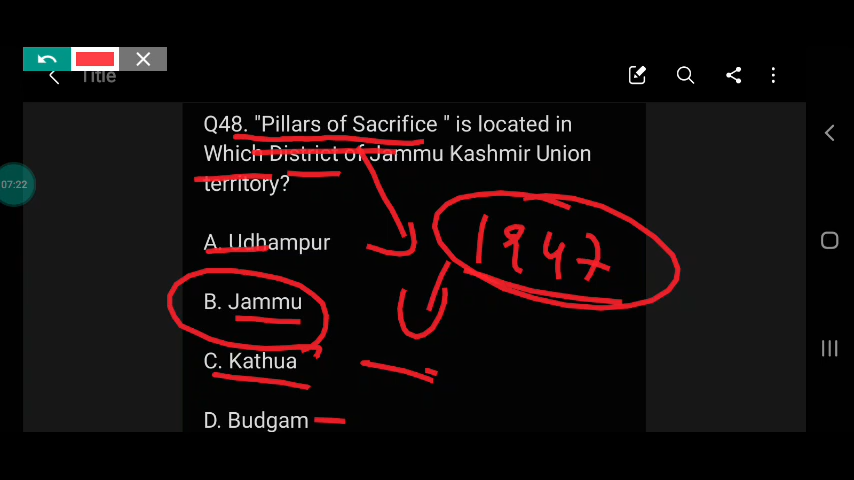 Title
Q48. "Pillars of Sacrifice " is located in
Which District of Jammu Kashmir Union
territory?
07:22
A. Udhampur
1947
B. Jammu
C. Kathua
D. Budgam